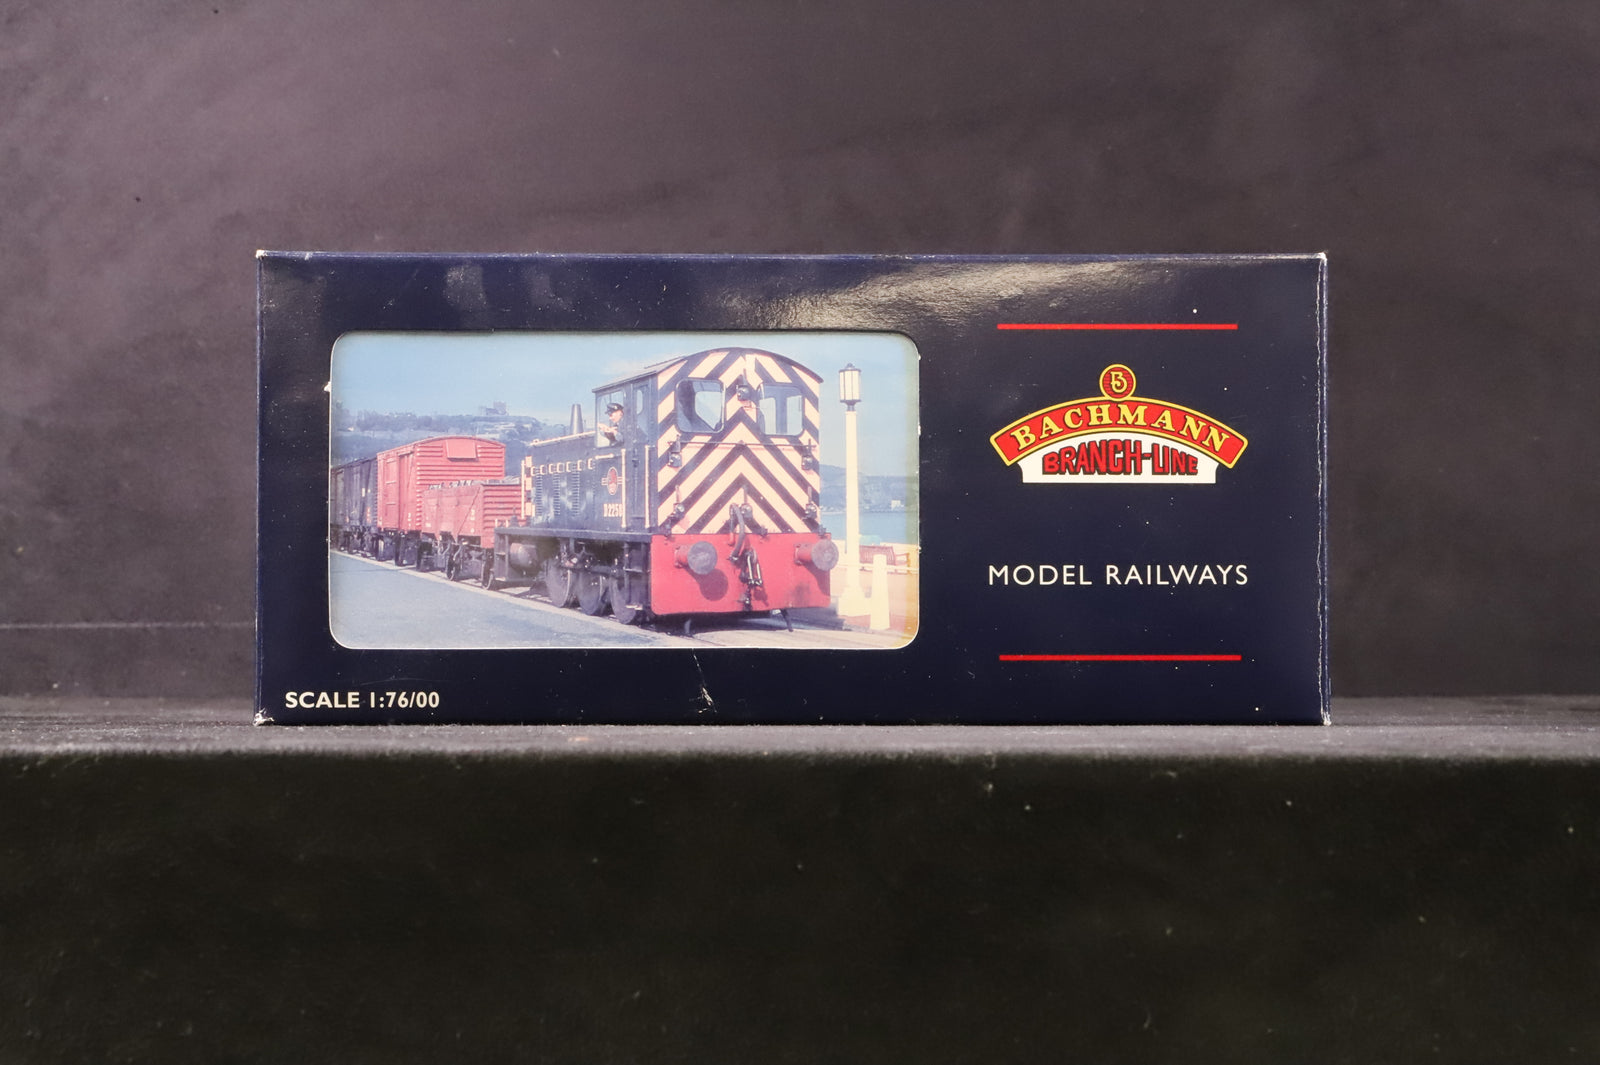 B
BACHMANN
BRANCH-LINE
MODEL RAILWAYS
SCALE 1:76/00